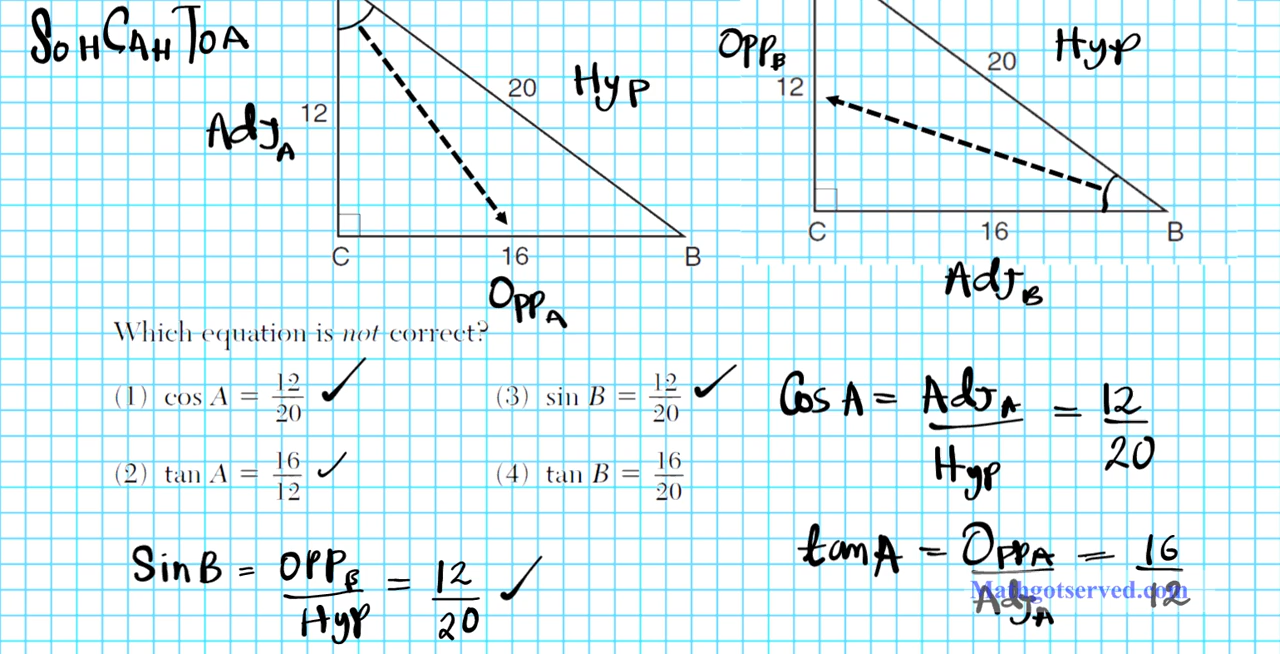 SOHCAHTOA
Adj_A
12
20
Hyp
C
16
B
Opp_A
Opp_B
12
20
Hyp
C
16
B
Adj_B
Which equation is not correct?
(1) cos A = 12/20 ✓
(3) sin B = 12/20 ✓
(2) tan A = 16/12 ✓
(4) tan B = 16/20
Cos A = Adj_A/Hyp = 12/20
Sin B = Opp_B/Hyp = 12/20 ✓
tan A = Opp_A/Adj_A = 16/12
Mathgotserved.com